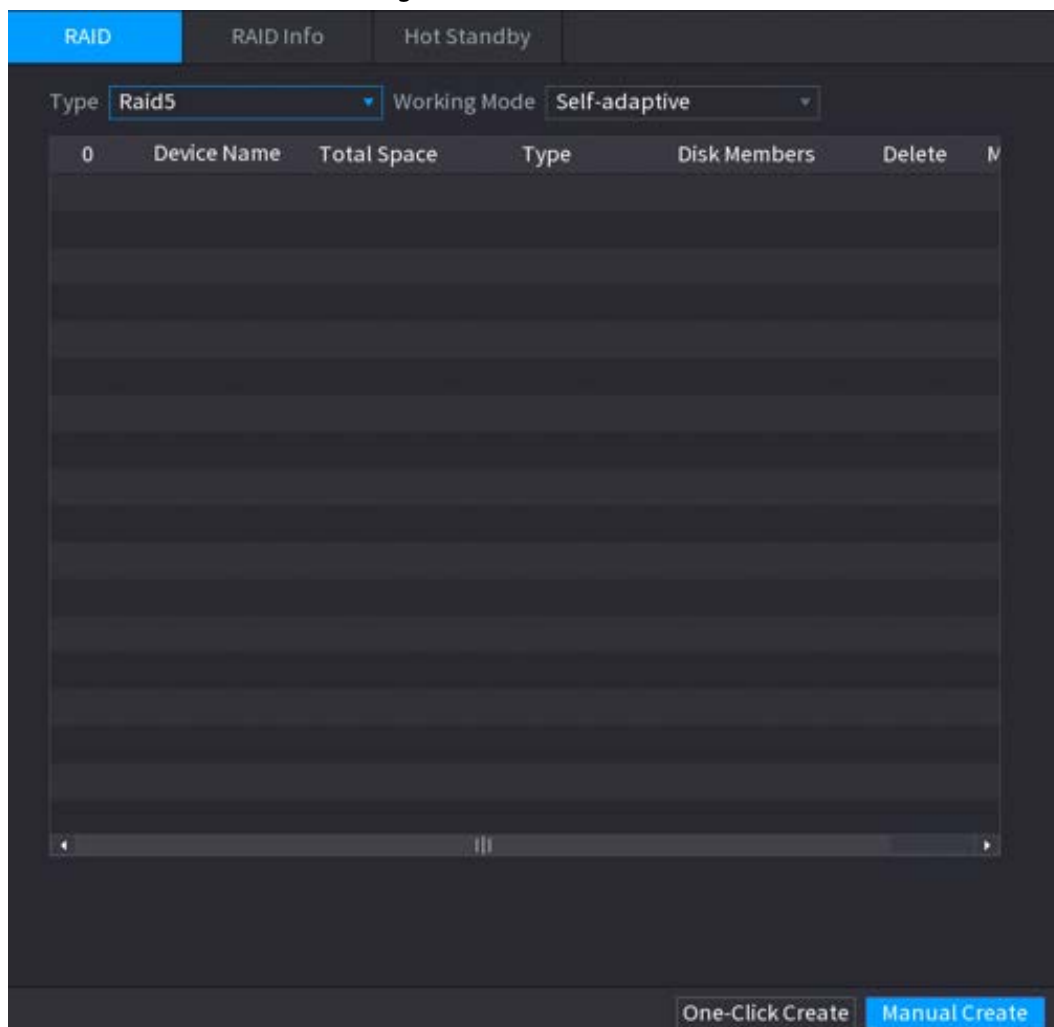 RAID RAID Info Hot Standby
Type Raid5 Working Mode Self-adaptive
0 Device Name Total Space Type Disk Members Delete
One-Click Create Manual Create